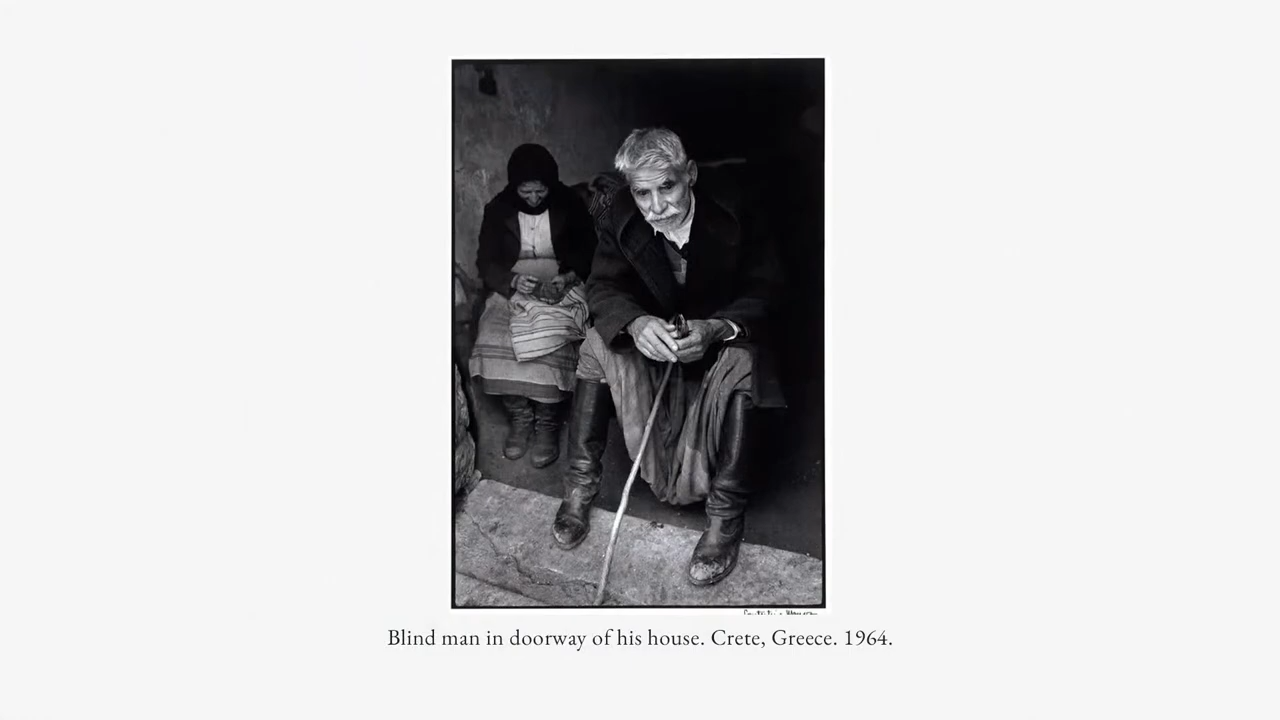 Blind man in doorway of his house. Crete, Greece. 1964.